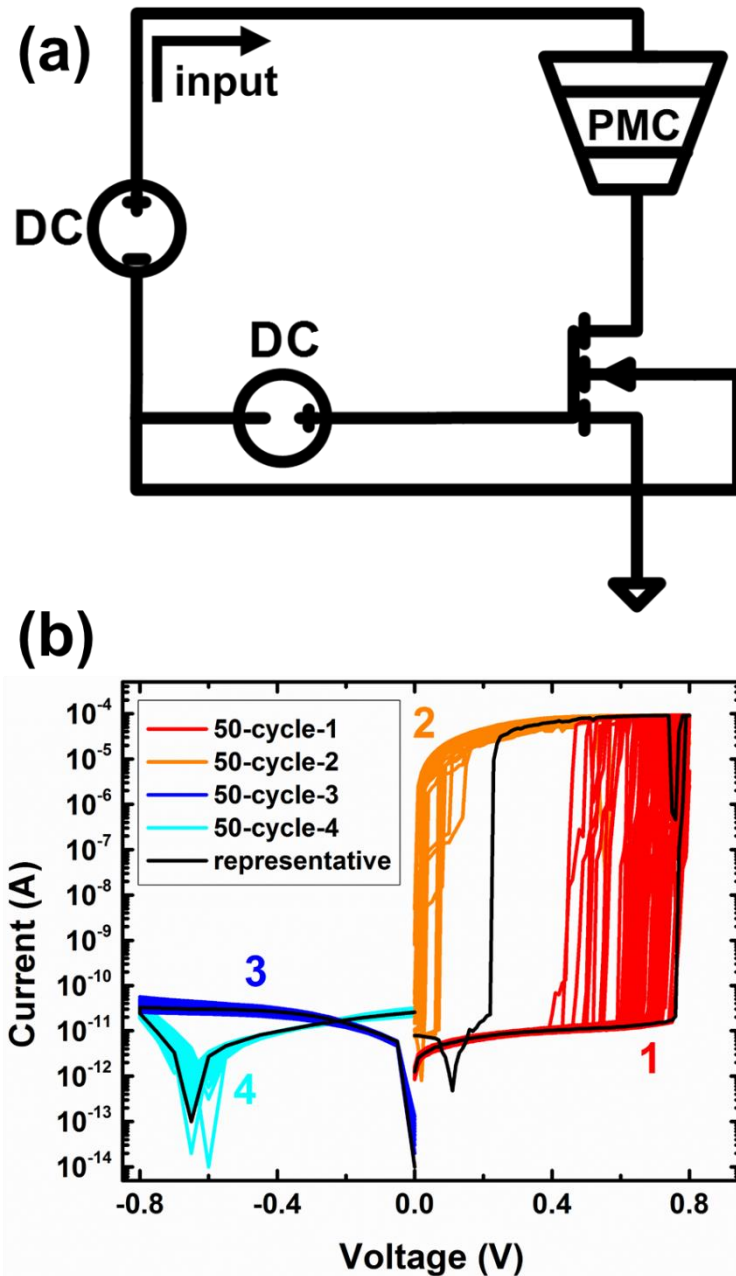 (a)
input
PMC
DC
DC
(b)
50-cycle-1
50-cycle-2
50-cycle-3
50-cycle-4
representative
2
3
4
1
Current (A)
10⁻⁴
10⁻⁵
10⁻⁶
10⁻⁷
10⁻⁸
10⁻⁹
10⁻¹⁰
10⁻¹¹
10⁻¹²
10⁻¹³
10⁻¹⁴
-0.8 -0.4 0.0 0.4 0.8
Voltage (V)